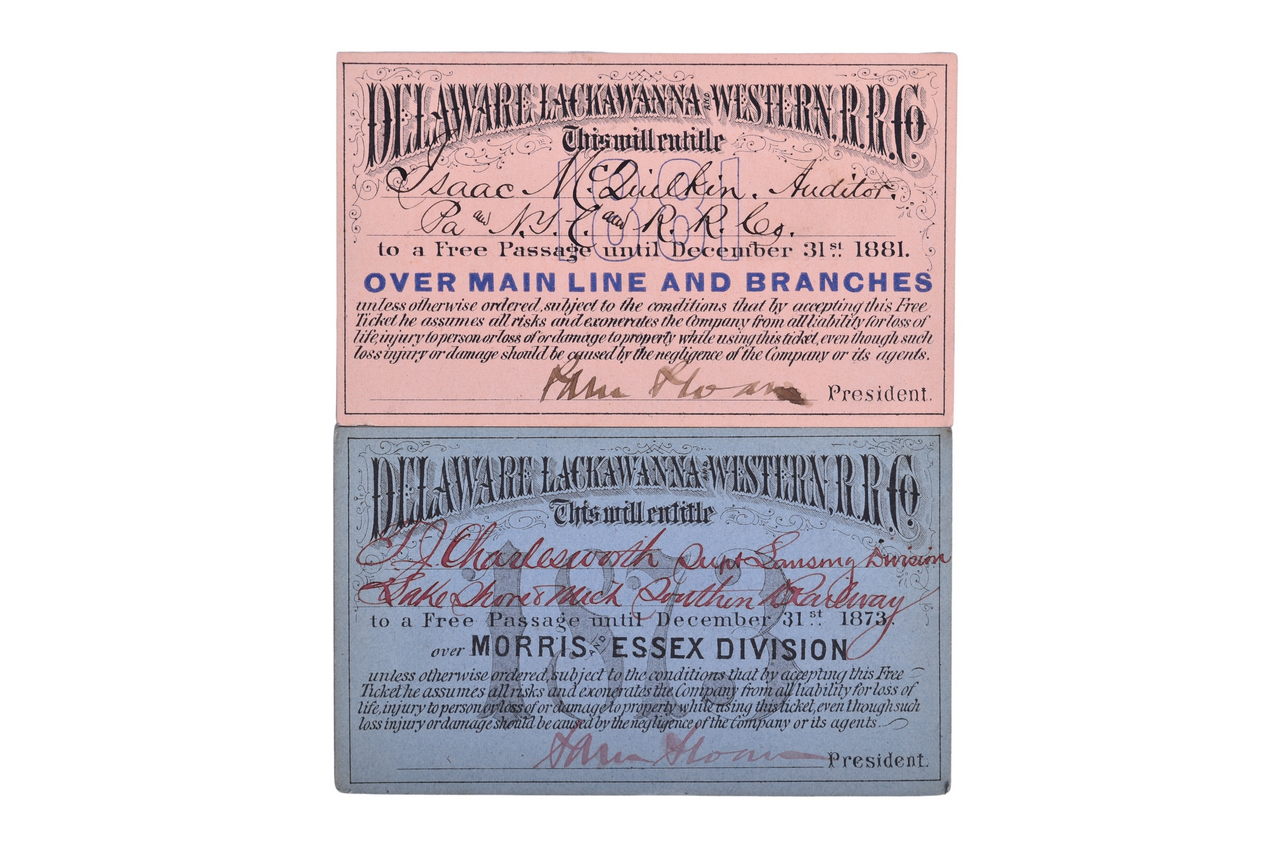 DELAWARE LACKAWANNA AND WESTERN, R.R. Co
This will entitle
1881
Isaac McQuilkin. Auditor.
Pa and N.Y. C and R.R. Co.
to a Free Passage until December 31st 1881.
OVER MAIN LINE AND BRANCHES
unless otherwise ordered, subject to the conditions that by accepting this Free
Ticket he assumes all risks and exonerates the Company from all liability for loss of
life, injury to person or loss of or damage to property while using this ticket, even though such
loss injury or damage should be caused by the negligence of the Company or its agents.
Sam Sloan President.
DELAWARE LACKAWANNA AND WESTERN, R.R. Co
This will entitle
1873
T. J. Charlesworth Supt Lansing Division
Lake Shore & Mich Southern Railway
to a Free Passage until December 31st 1873.
over MORRIS AND ESSEX DIVISION
unless otherwise ordered, subject to the conditions that by accepting this Free
Ticket he assumes all risks and exonerates the Company from all liability for loss of
life, injury to person or loss of or damage to property while using this ticket, even though such
loss injury or damage should be caused by the negligence of the Company or its agents.
Sam Sloan President.